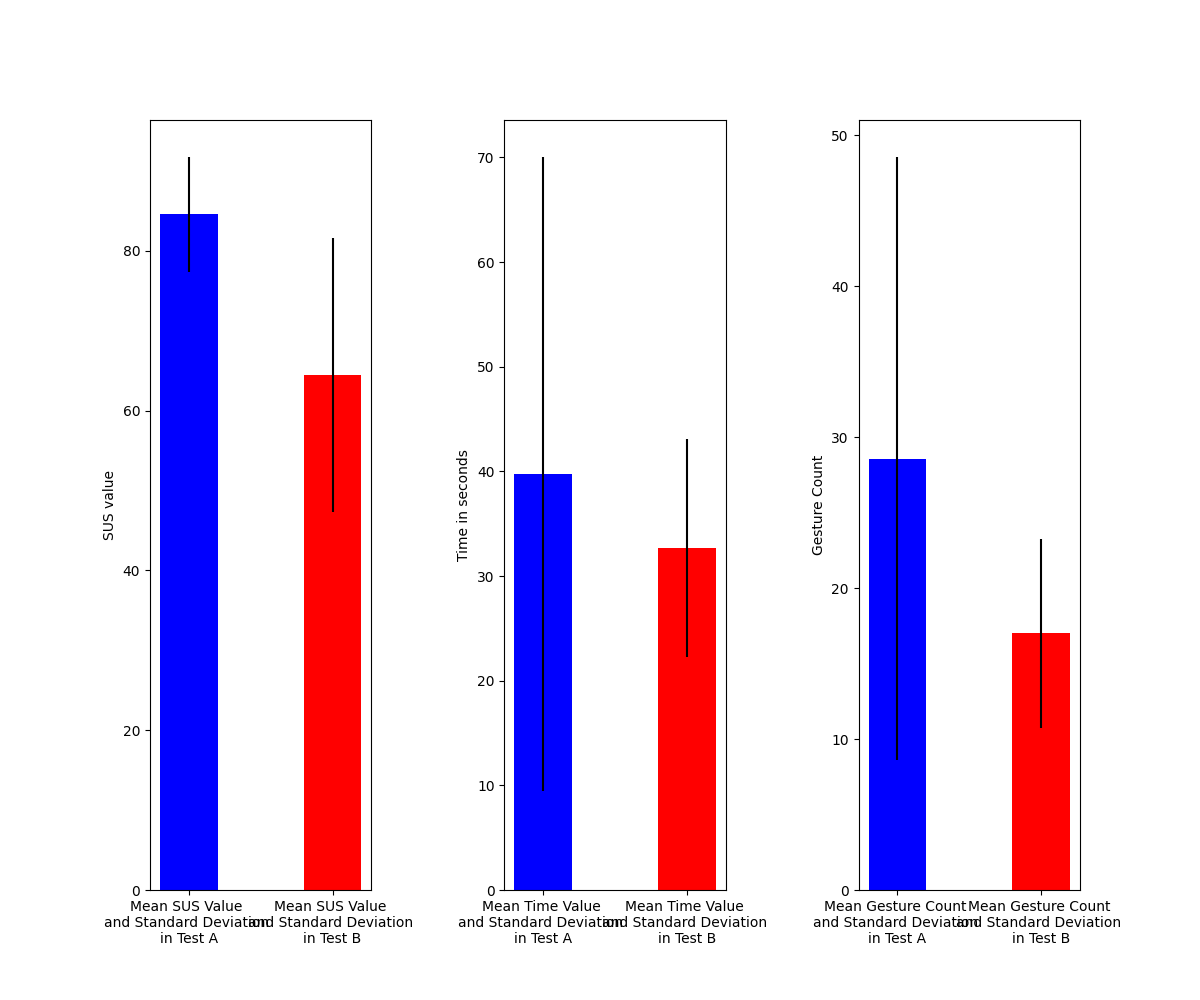 SUS value
80
60
40
20
0
Mean SUS Value
and Standard Deviation
in Test A
Mean SUS Value
and Standard Deviation
in Test B
Time in seconds
70
60
50
40
30
20
10
0
Mean Time Value
and Standard Deviation
in Test A
Mean Time Value
and Standard Deviation
in Test B
Gesture Count
50
40
30
20
10
0
Mean Gesture Count
and Standard Deviation
in Test A
Mean Gesture Count
and Standard Deviation
in Test B